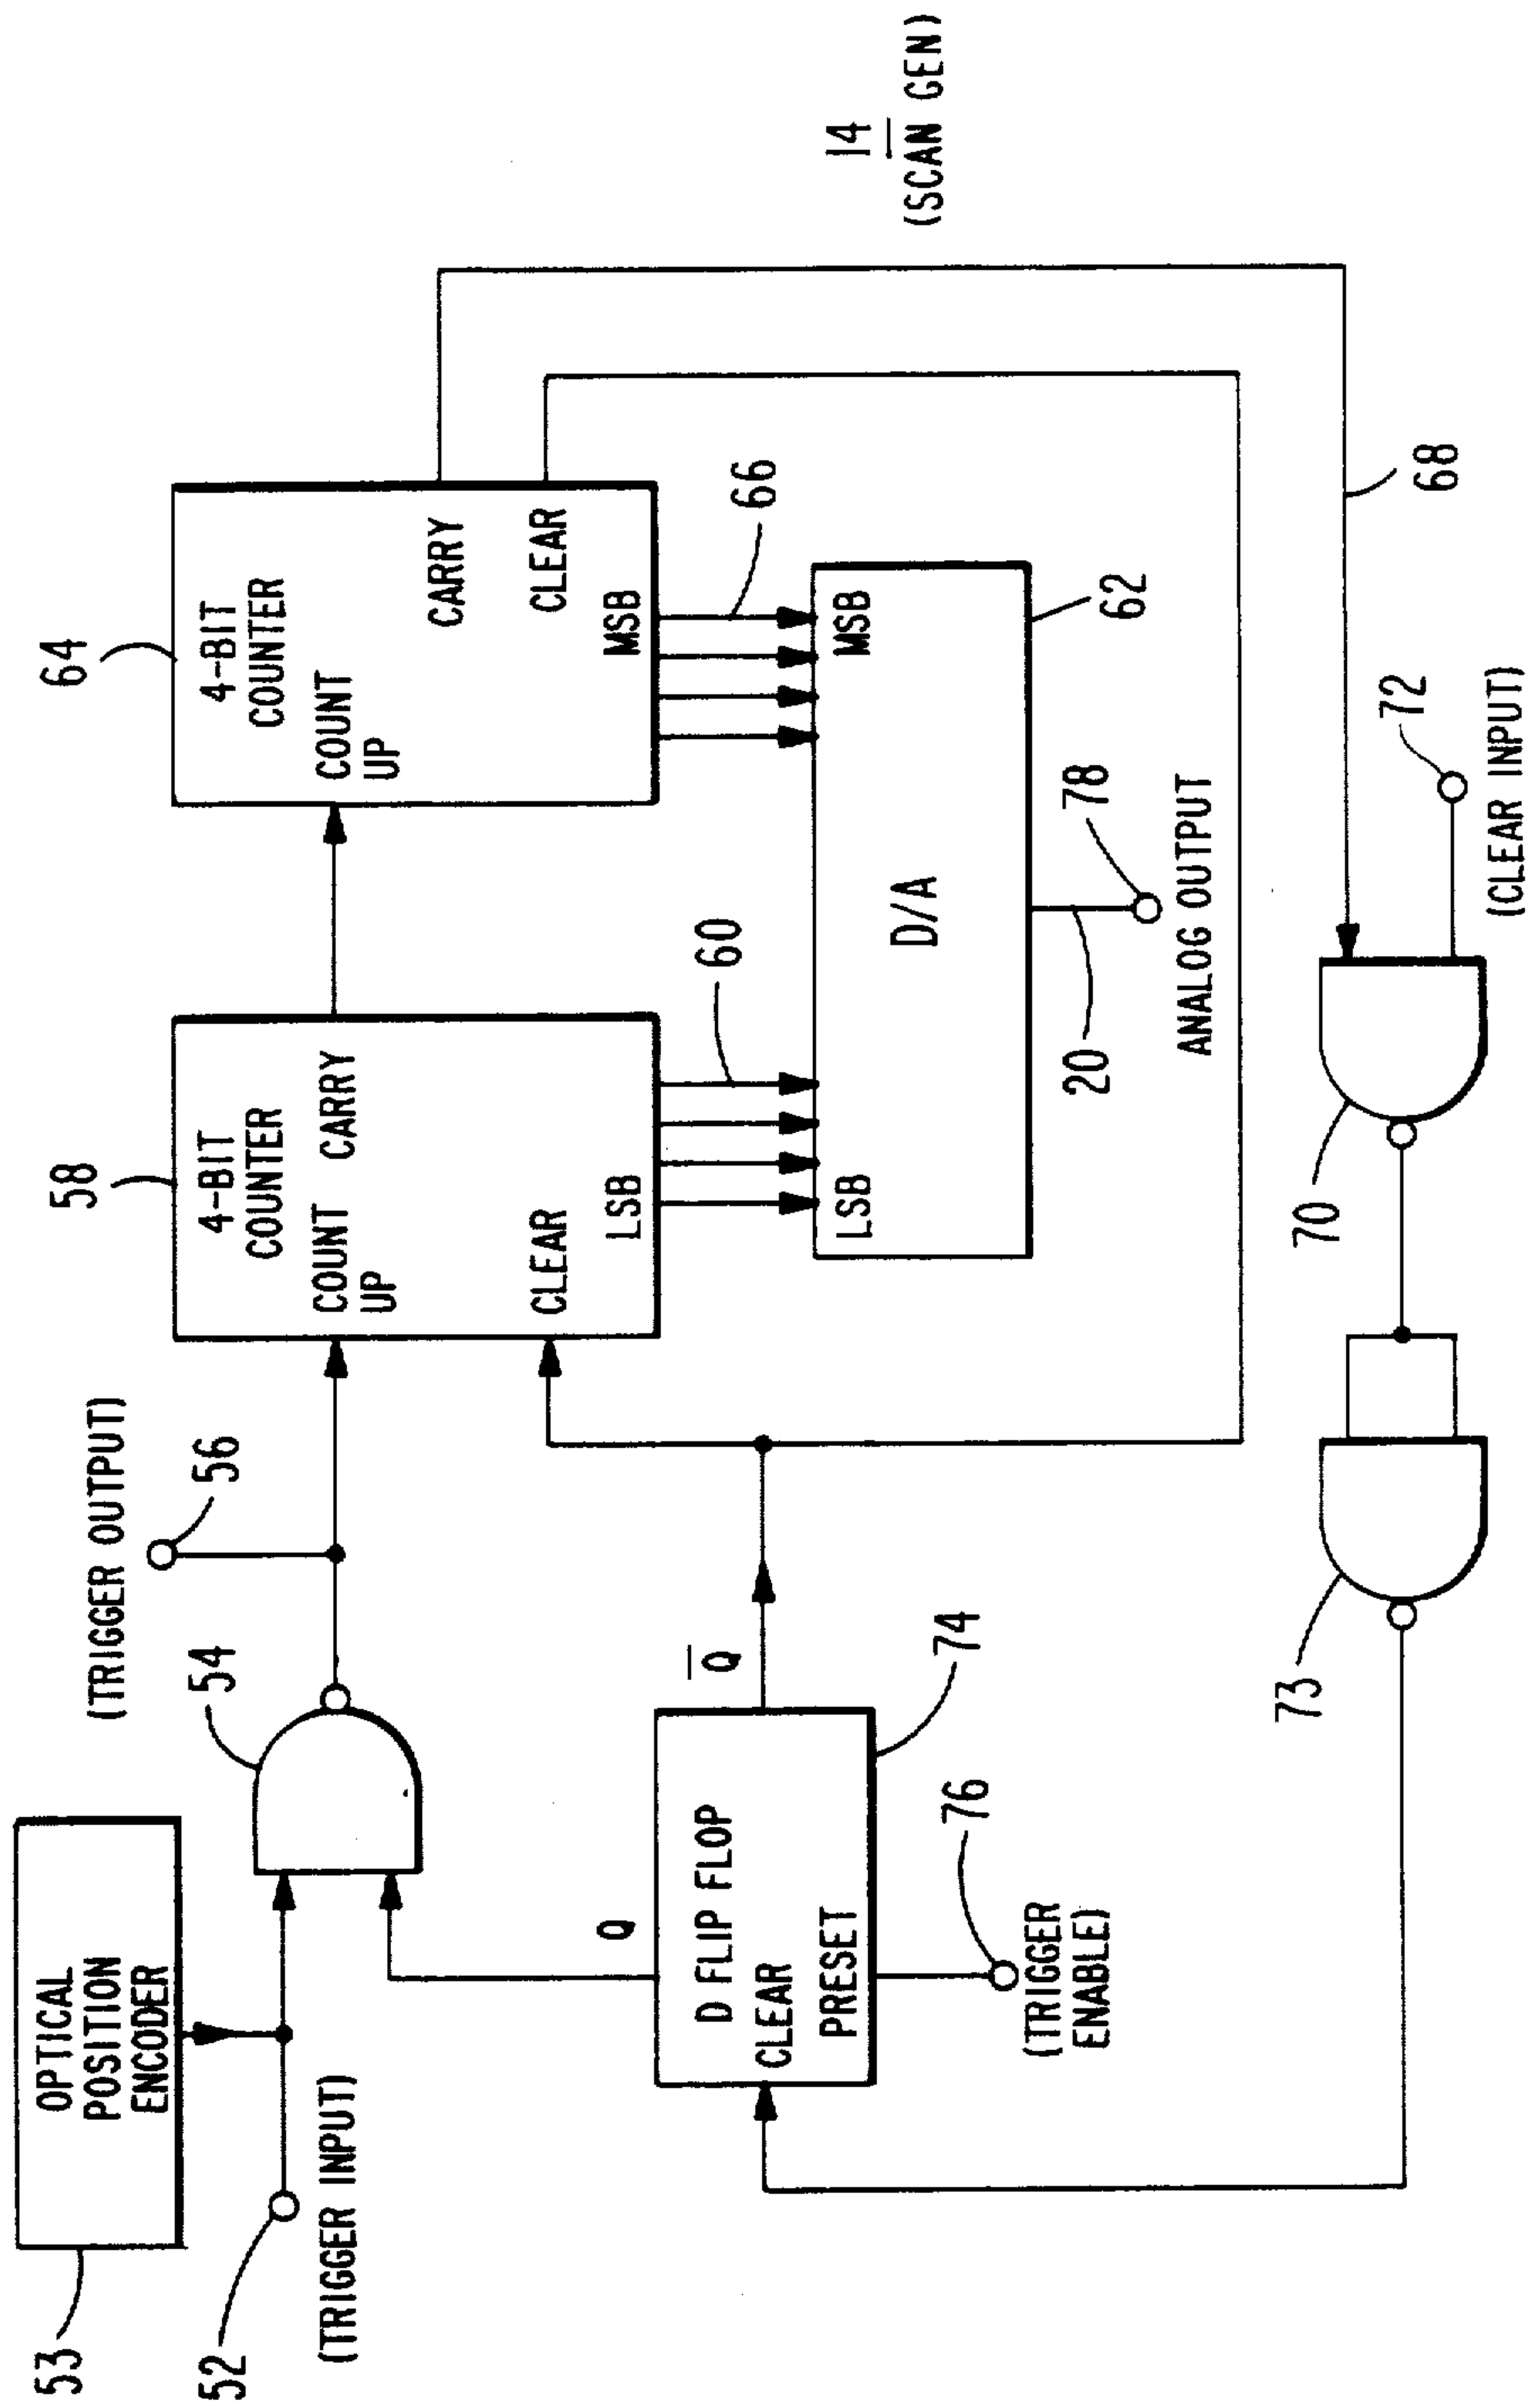 53
OPTICAL
POSITION
ENCODER
52
(TRIGGER INPUT)
54
(TRIGGER OUTPUT)
56
58
4-BIT
COUNTER
COUNT
UP
CARRY
CLEAR
LSB
64
4-BIT
COUNTER
COUNT
UP
CARRY
CLEAR
MSB
60
66
LSB
MSB
D/A
62
20
78
ANALOG OUTPUT
Q
Q̅
D FLIP FLOP
CLEAR
PRESET
74
76
(TRIGGER
ENABLE)
73
70
72
(CLEAR INPUT)
68
14
(SCAN GEN)